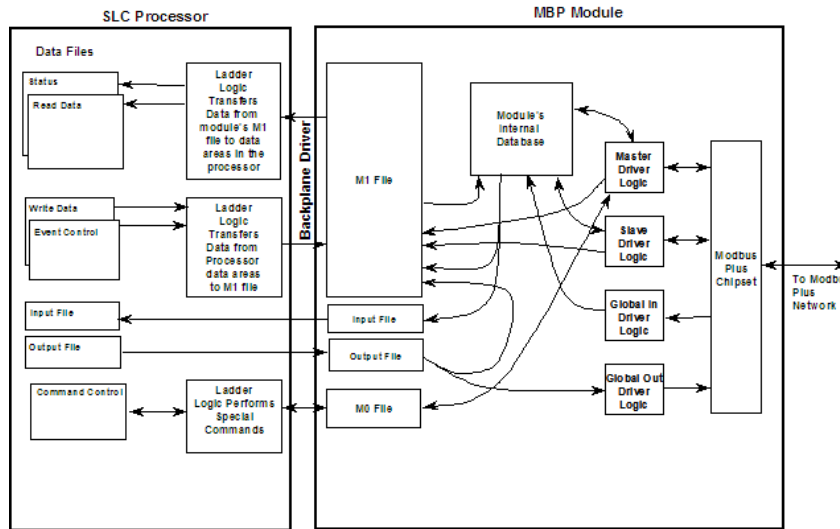 SLC Processor
MBP Module
Data Files
Status
Read Data
Ladder
Logic
Transfers
Data from
module's M1
file to data
areas in the
processor
Write Data
Event Control
Ladder
Logic
Transfers
Data from
Processor
data areas
to M1 file
Input File
Output File
Command Control
Ladder
Logic Performs
Special
Commands
Backplane Driver
M1 File
Input File
Output File
M0 File
Module's
Internal
Database
Master
Driver
Logic
Slave
Driver
Logic
Global In
Driver
Logic
Global Out
Driver
Logic
Modbus
Plus
Chipset
To Modb
Plus
Network